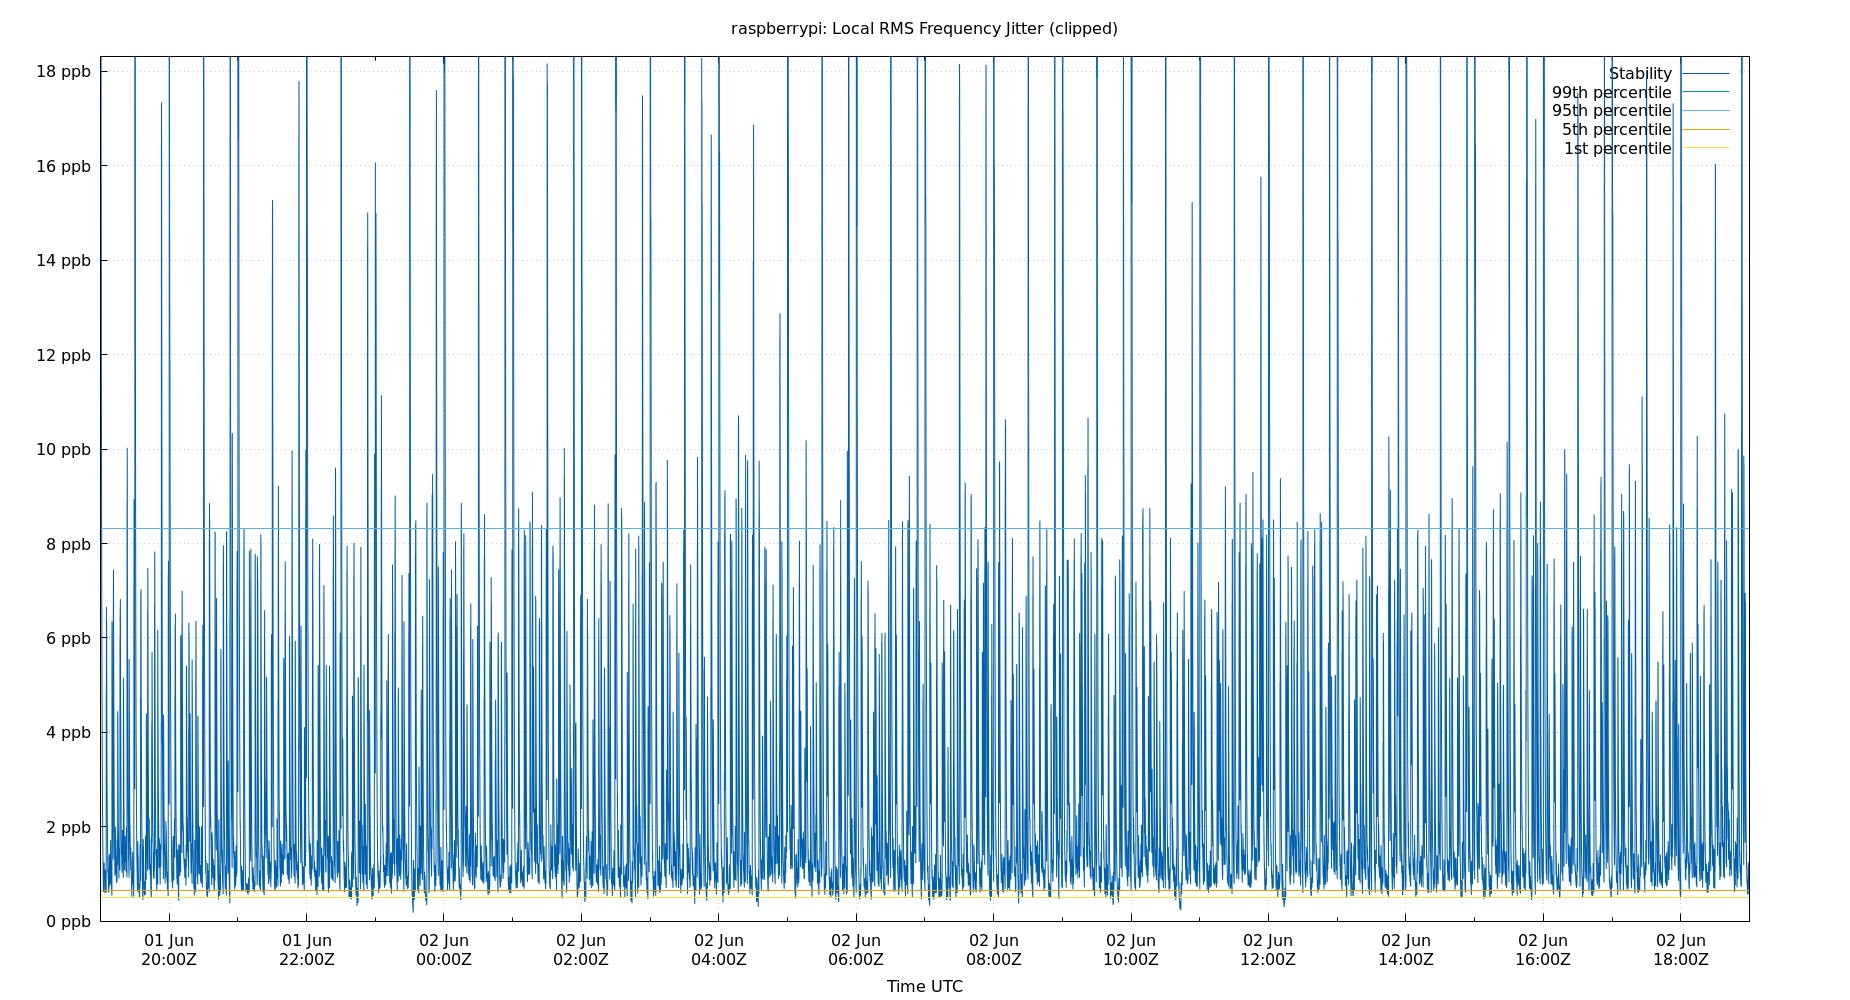 raspberrypi: Local RMS Frequency Jitter (clipped)
18 ppb
16 ppb
14 ppb
12 ppb
10 ppb
8 ppb
6 ppb
4 ppb
2 ppb
0 ppb
Stability
99th percentile
95th percentile
5th percentile
1st percentile
01 Jun
20:00Z
01 Jun
22:00Z
02 Jun
00:00Z
02 Jun
02:00Z
02 Jun
04:00Z
02 Jun
06:00Z
02 Jun
08:00Z
02 Jun
10:00Z
02 Jun
12:00Z
02 Jun
14:00Z
02 Jun
16:00Z
02 Jun
18:00Z
Time UTC